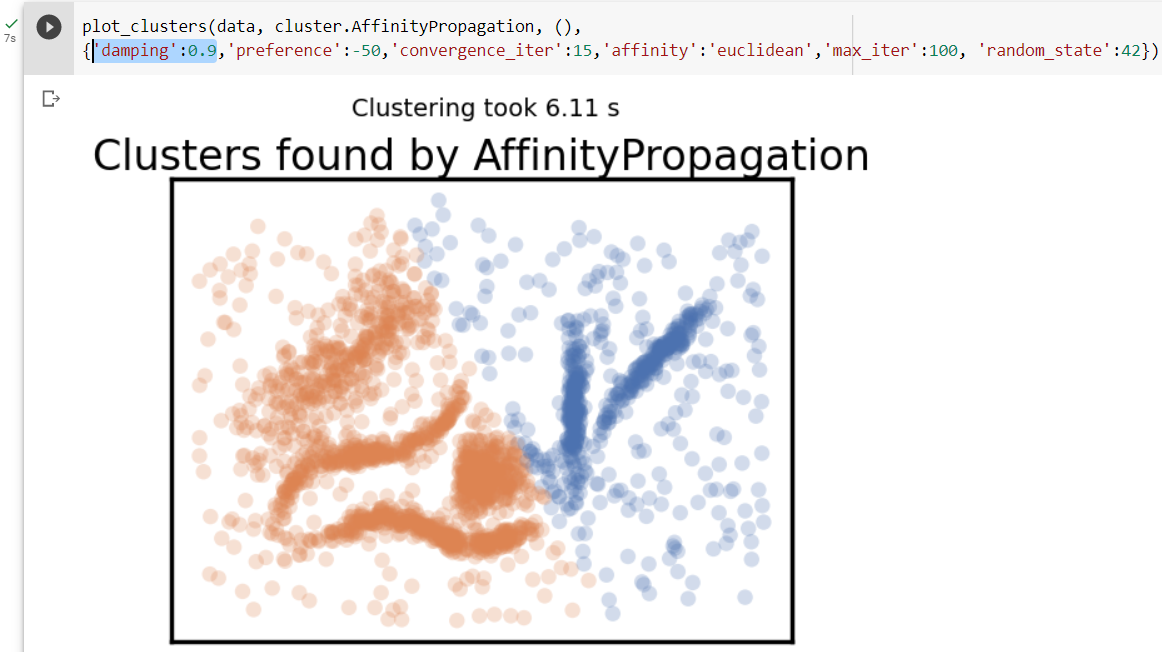 plot_clusters(data, cluster.AffinityPropagation, (),
7s
{'damping':0.9,'preference':-50,'convergence_iter':15,'affinity':'euclidean','max_iter':100, 'random_state':42})
Clustering took 6.11 s
Clusters found by AffinityPropagation